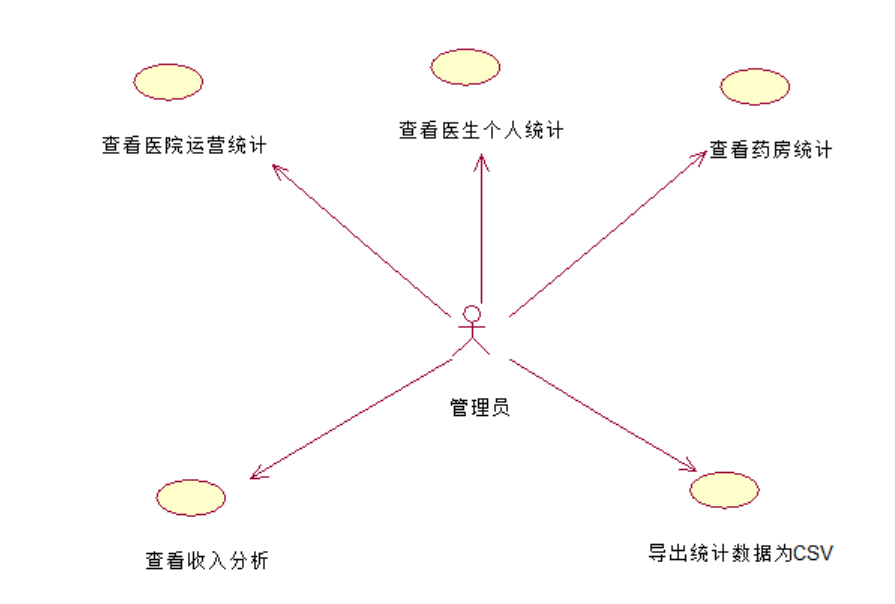 查看医院运营统计
查看医生个人统计
查看药房统计
管理员
查看收入分析
导出统计数据为CSV